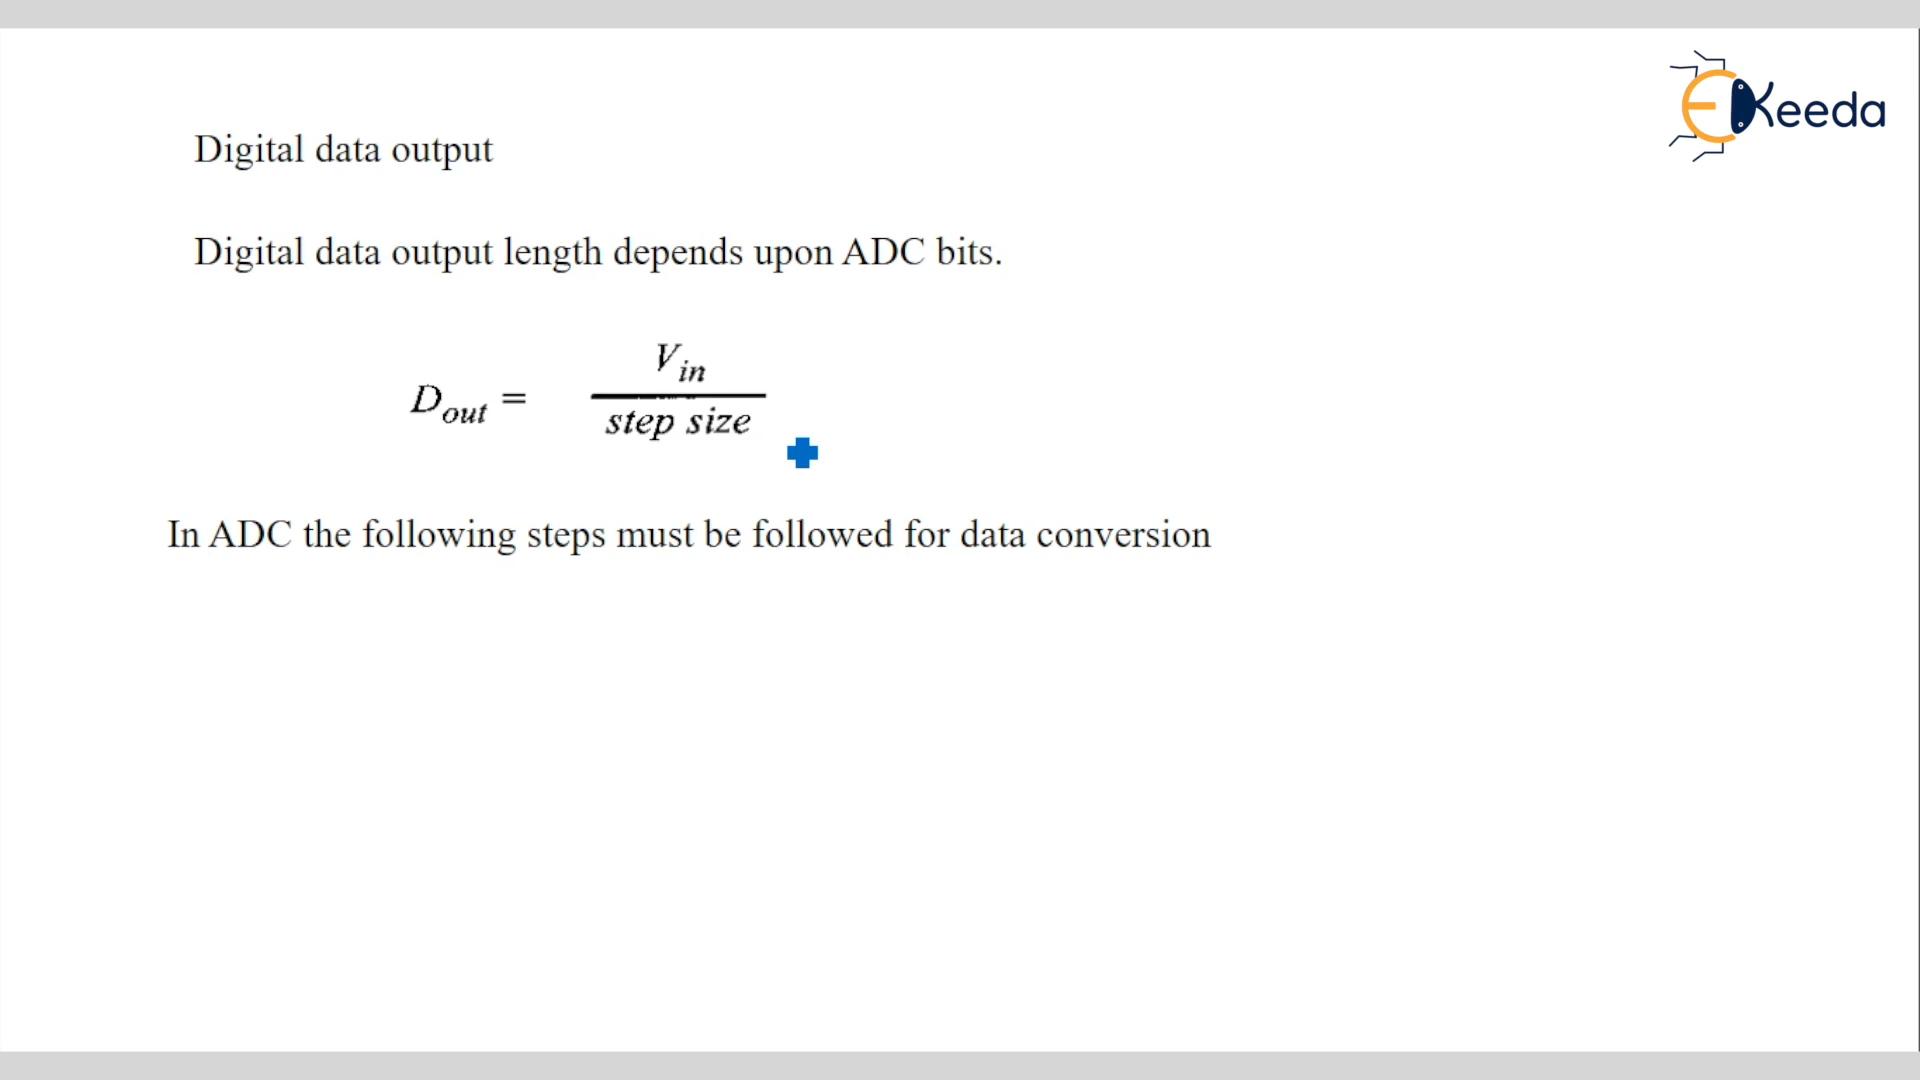 EKeeda
Digital data output
Digital data output length depends upon ADC bits.
D_out = V_in / step size
In ADC the following steps must be followed for data conversion